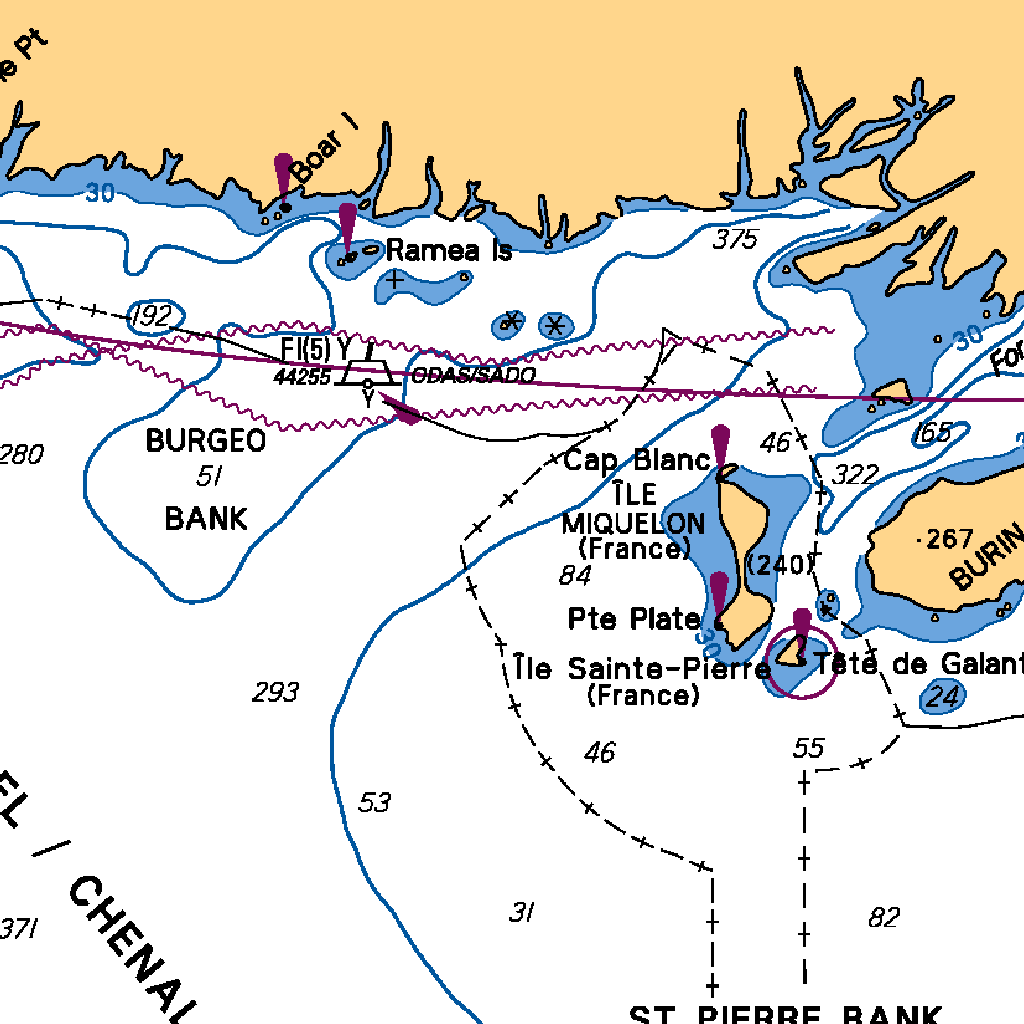 le Pt
Boar I
30
Ramea Is
375
192
Fl(5) Y
44255
ODAS/SADO
Y
30
For
BURGEO
51
BANK
280
Cap Blanc
46
165
322
ÎLE
MIQUELON
(France)
267
BURIN
84
(240)
Pte Plate
30
Île Sainte-Pierre
(France)
Tête de Galant
24
293
46
55
53
EL / CHENAL
31
82
371
ST PIERRE BANK